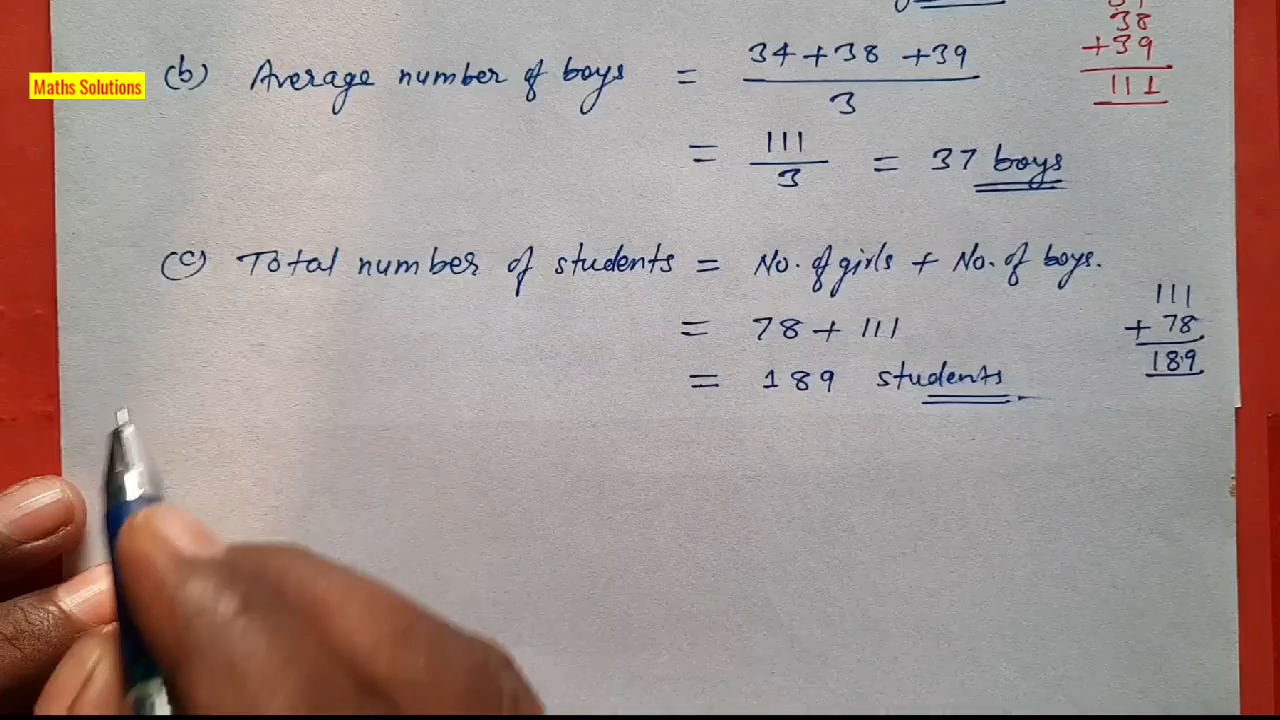 38
+39
111
Maths Solutions
(b) Average number of boys = 34 + 38 + 39
3
= 111
3
= 37 boys
(c) Total number of students = No. of girls + No. of boys.
= 78 + 111
= 189 students
111
+ 78
189